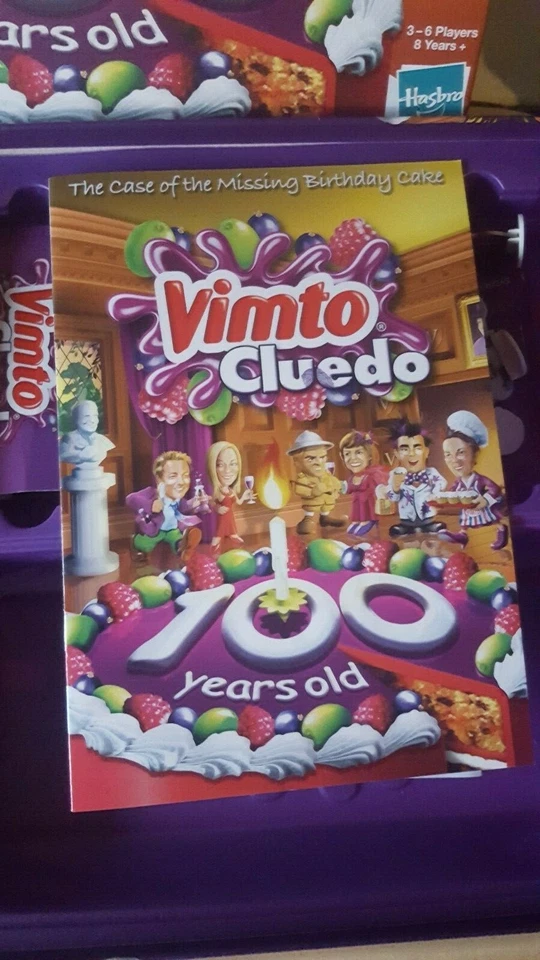 ars old
3-6 Players
8 Years +
Hasbro
The Case of the Missing Birthday Cake
Vimto®
Cluedo
Vimto
100
years old